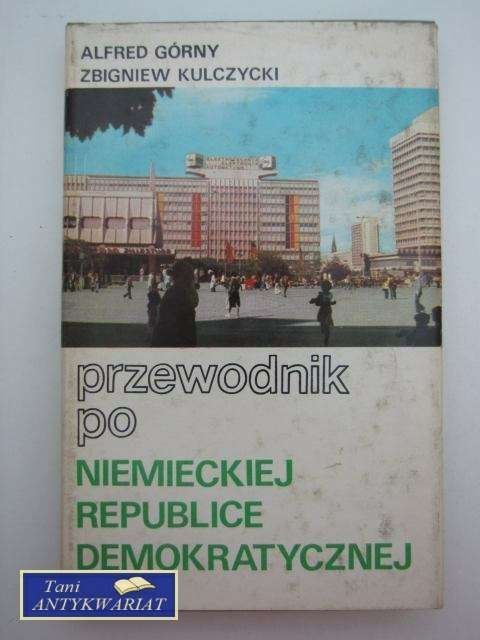 ALFRED GÓRNY
ZBIGNIEW KULCZYCKI
przewodnik
po
NIEMIECKIEJ
REPUBLICE
DEMOKRATYCZNEJ
Tani
ANTYKWARIAT